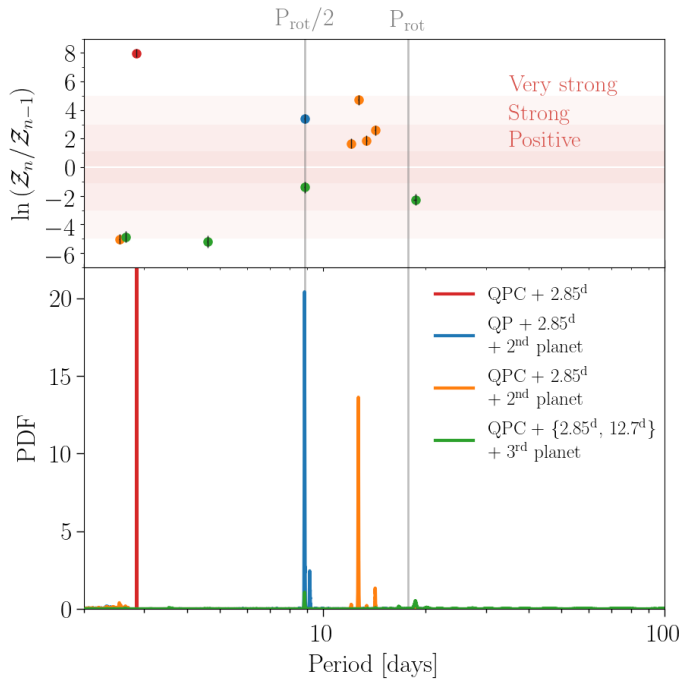 P_rot/2 P_rot
8
6
4
2
0
−2
−4
−6
ln (𝒵_n/𝒵_{n−1})
Very strong
Strong
Positive
20
15
10
5
0
PDF
QPC + 2.85^d
QP + 2.85^d
+ 2^nd planet
QPC + 2.85^d
+ 2^nd planet
QPC + {2.85^d, 12.7^d}
+ 3^rd planet
10 100
Period [days]